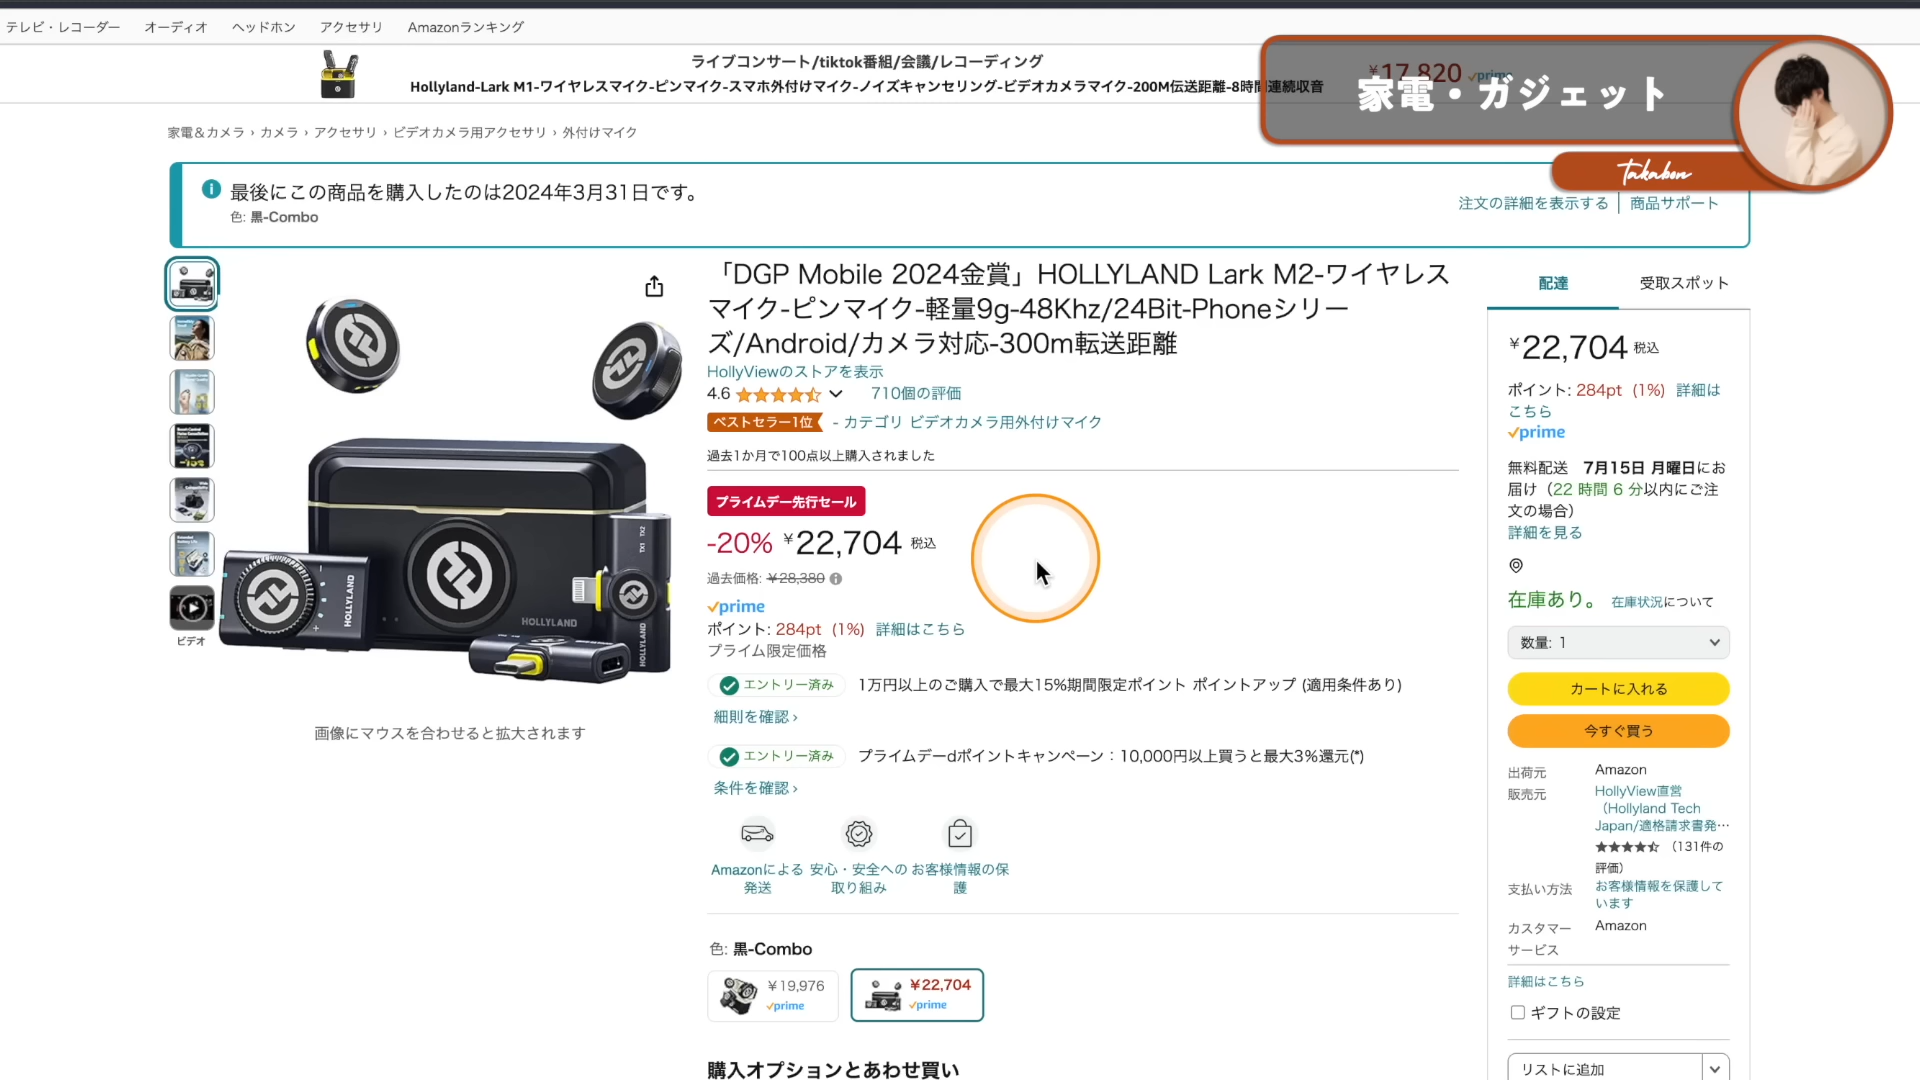 テレビ・レコーダー オーディオ ヘッドホン アクセサリ Amazonランキング
ライブコンサート/tiktok番組/会議/レコーディング
Hollyland-Lark M1-ワイヤレスマイク-ピンマイク-スマホ外付けマイク-ノイズキャンセリング-ビデオカメラマイク-200M伝送距離-8時間連続収音
¥17,820 prime
家電・ガジェット
Takabon
家電&カメラ › カメラ › アクセサリ › ビデオカメラ用アクセサリ › 外付けマイク
最後にこの商品を購入したのは2024年3月31日です。
色: 黒-Combo
注文の詳細を表示する | 商品サポート
ビデオ
HOLLYLAND
HOLLYLAND
HOLLYLAND
TX1 TX2
画像にマウスを合わせると拡大されます
「DGP Mobile 2024金賞」HOLLYLAND Lark M2-ワイヤレス
マイク-ピンマイク-軽量9g-48Khz/24Bit-Phoneシリー
ズ/Android/カメラ対応-300m転送距離
HollyViewのストアを表示
4.6 710個の評価
ベストセラー1位 - カテゴリ ビデオカメラ用外付けマイク
過去1か月で100点以上購入されました
プライムデー先行セール
-20% ¥22,704 税込
過去価格: ¥28,380
prime
ポイント: 284pt (1%) 詳細はこちら
プライム限定価格
エントリー済み 1万円以上のご購入で最大15%期間限定ポイント ポイントアップ (適用条件あり)
細則を確認 ›
エントリー済み プライムデーdポイントキャンペーン：10,000円以上買うと最大3%還元(*)
条件を確認 ›
Amazonによる発送
安心・安全への取り組み
お客様情報の保護
色: 黒-Combo
¥19,976
prime
¥22,704
prime
購入オプションとあわせ買い
配達 受取スポット
¥22,704 税込
ポイント: 284pt (1%) 詳細は
こちら
prime
無料配送 7月15日 月曜日にお
届け（22 時間 6 分以内にご注
文の場合）
詳細を見る
在庫あり。 在庫状況について
数量: 1
カートに入れる
今すぐ買う
出荷元 Amazon
販売元 HollyView直営
（Hollyland Tech
Japan/適格請求書発…
（131件の
評価）
支払い方法 お客様情報を保護して
います
カスタマー Amazon
サービス
詳細はこちら
ギフトの設定
リストに追加